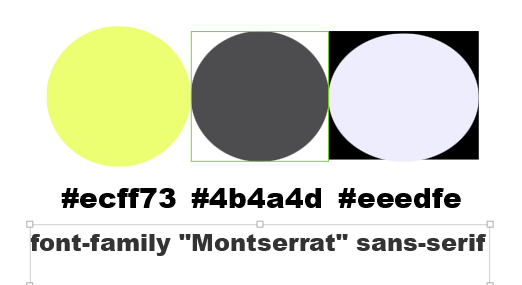 #ecff73 #4b4a4d #eeedfe
font-family "Montserrat" sans-serif